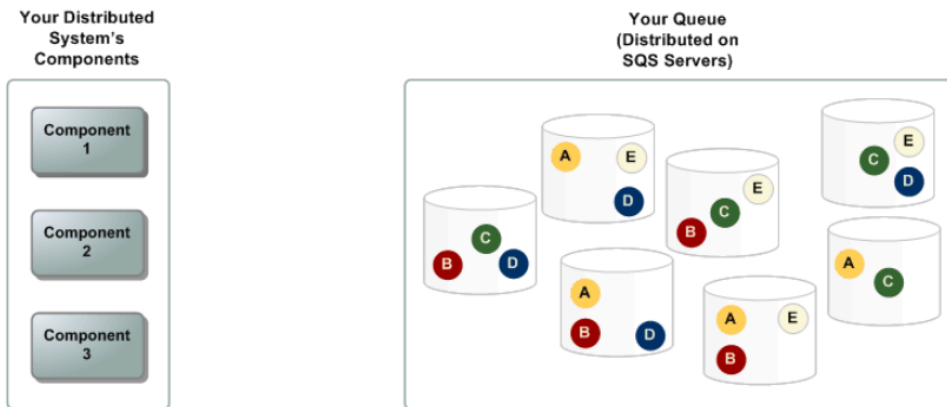 Your Distributed
System's
Components
Component
1
Component
2
Component
3
Your Queue
(Distributed on
SQS Servers)
B
C
D
A
E
D
B
C
E
C
E
D
A
B
D
A
E
B
A
C